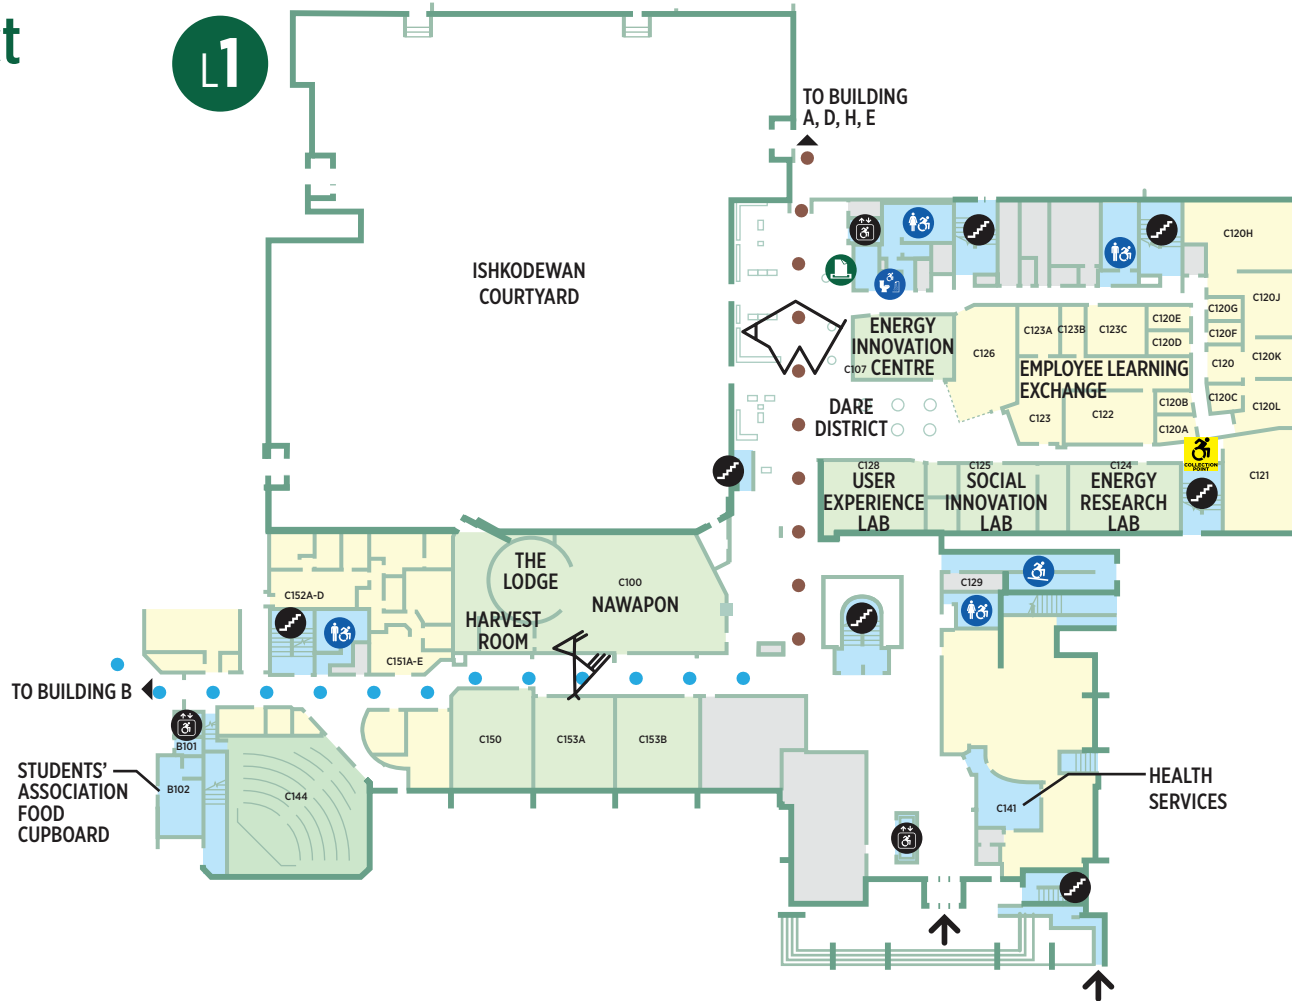 t
L1
TO BUILDING
A, D, H, E
ISHKODEWAN
COURTYARD
C120H
C120J
C120G
C120F
C120E
C120D
C123A
C123B
C123C
C126
ENERGY
INNOVATION
CENTRE
C107
C120
C120K
EMPLOYEE LEARNING
EXCHANGE
C120C
C120L
C120B
C120A
C123
C122
DARE
DISTRICT
COLLECTION
POINT
C121
C128
USER
EXPERIENCE
LAB
C125
SOCIAL
INNOVATION
LAB
C124
ENERGY
RESEARCH
LAB
THE
LODGE
C100
NAWAPON
HARVEST
ROOM
C129
C152A-D
C151A-E
TO BUILDING B
B101
B102
STUDENTS'
ASSOCIATION
FOOD
CUPBOARD
C144
C150
C153A
C153B
HEALTH
SERVICES
C141